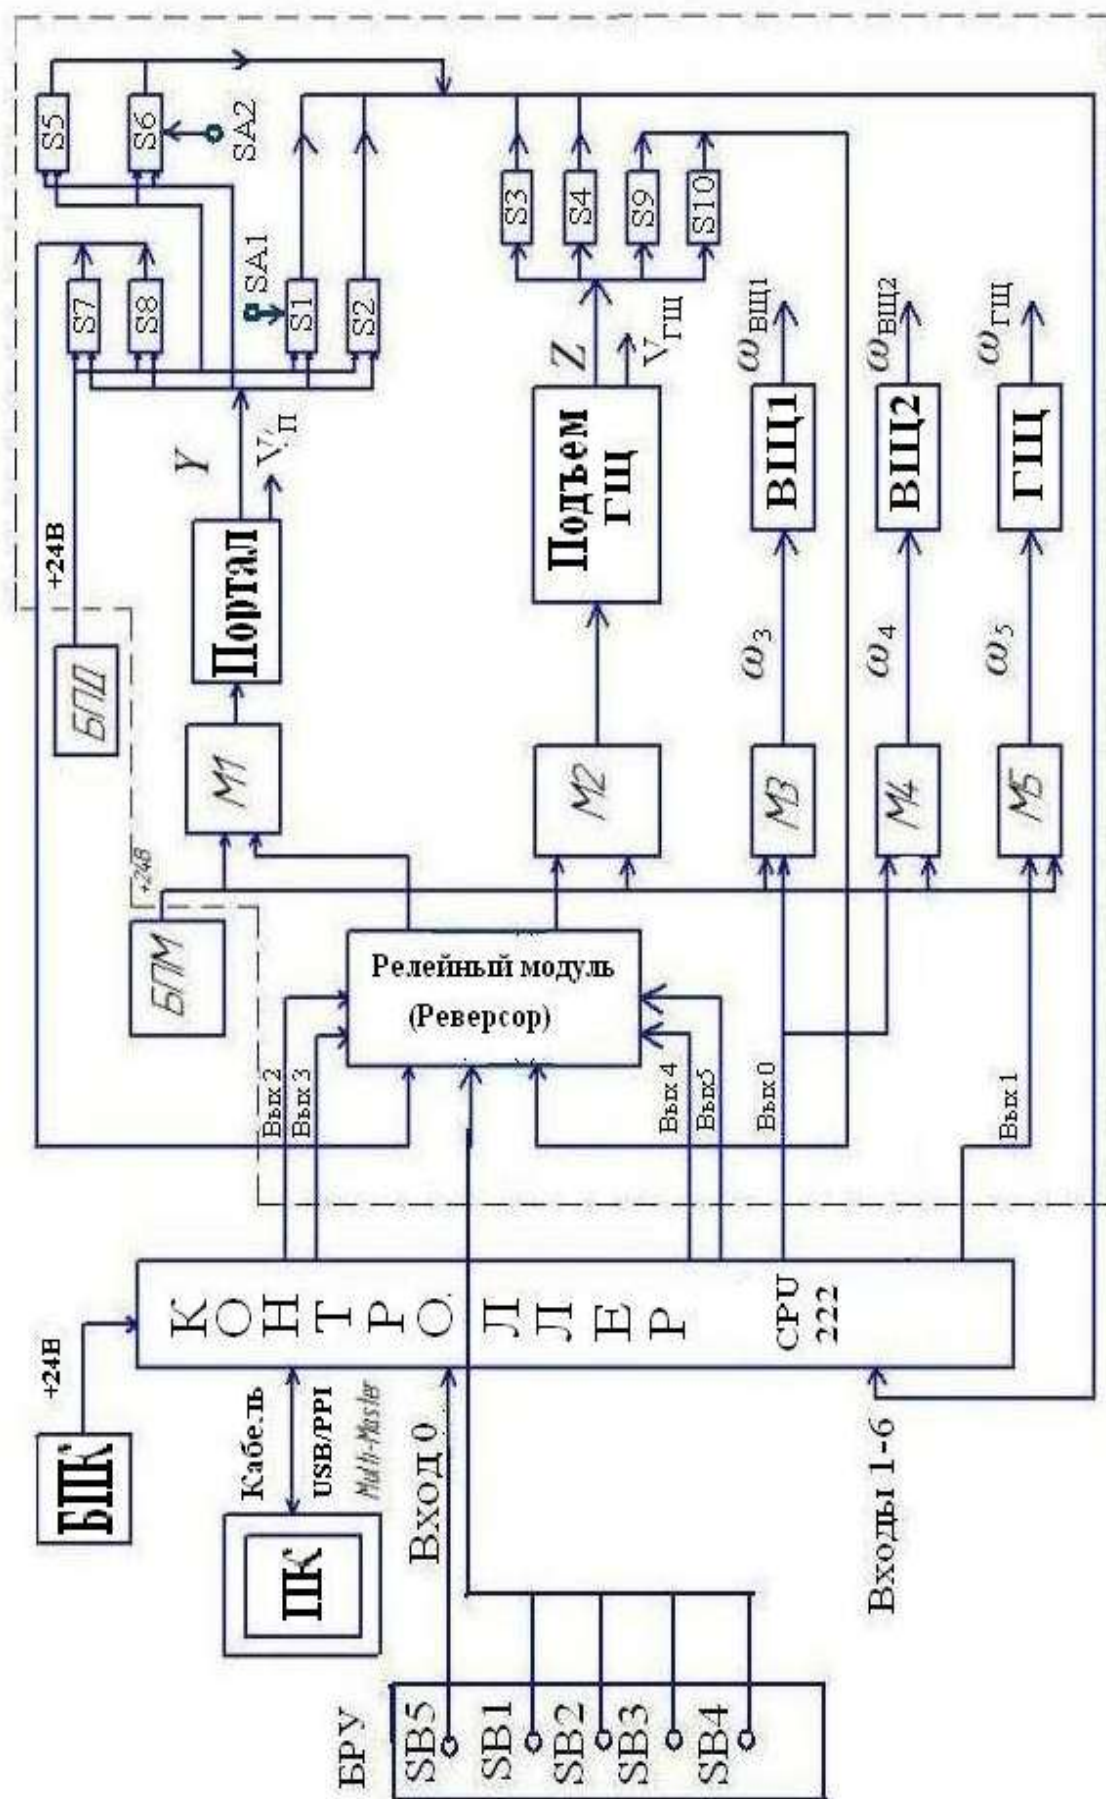 БПК
+24В
ПК
Кабель
USB/PPI
Multi-Master
БРУ
SB5
SB1
SB2
SB3
SB4
Вход 0
Входы 1-6
КОНТРОЛЛЕР
CPU
222
Вых 2
Вых 3
Вых 4
Вых5
Вых 0
Вых 1
Релейный модуль
(Реверсор)
БПМ
+24В
БПД
+24В
М1
М2
М3
М4
М5
Портал
Y
VП
Подъем
ГЩ
Z
VГЩ
ω3
ω4
ω5
ВЩ1
ВЩ2
ГЩ
ωВЩ1
ωВЩ2
ωГЩ
S7
S8
SA1
S1
S2
S5
S6
SA2
S3
S4
S9
S10